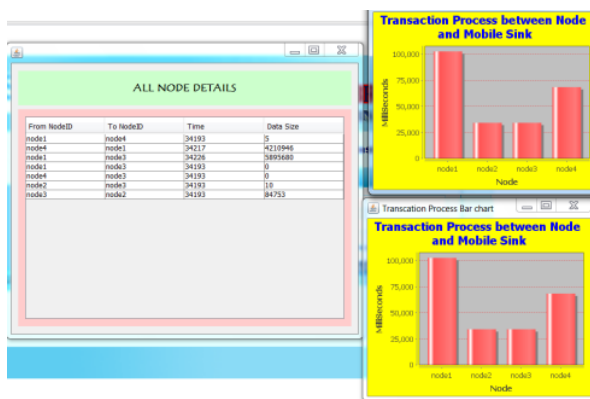 ALL NODE DETAILS
From NodeID To NodeID Time Data Size
node1 node4 34193 5
node4 node1 34217 4210946
node1 node3 34226 5895680
node1 node3 34193 0
node4 node3 34193 0
node2 node3 34193 10
node3 node2 34193 84753
Transaction Process between Node
and Mobile Sink
100,000
75,000
50,000
25,000
0
MilliSeconds
node1 node2 node3 node4
Node
Transcation Process Bar chart
Transaction Process between Node
and Mobile Sink
100,000
75,000
50,000
25,000
0
MilliSeconds
node1 node2 node3 node4
Node